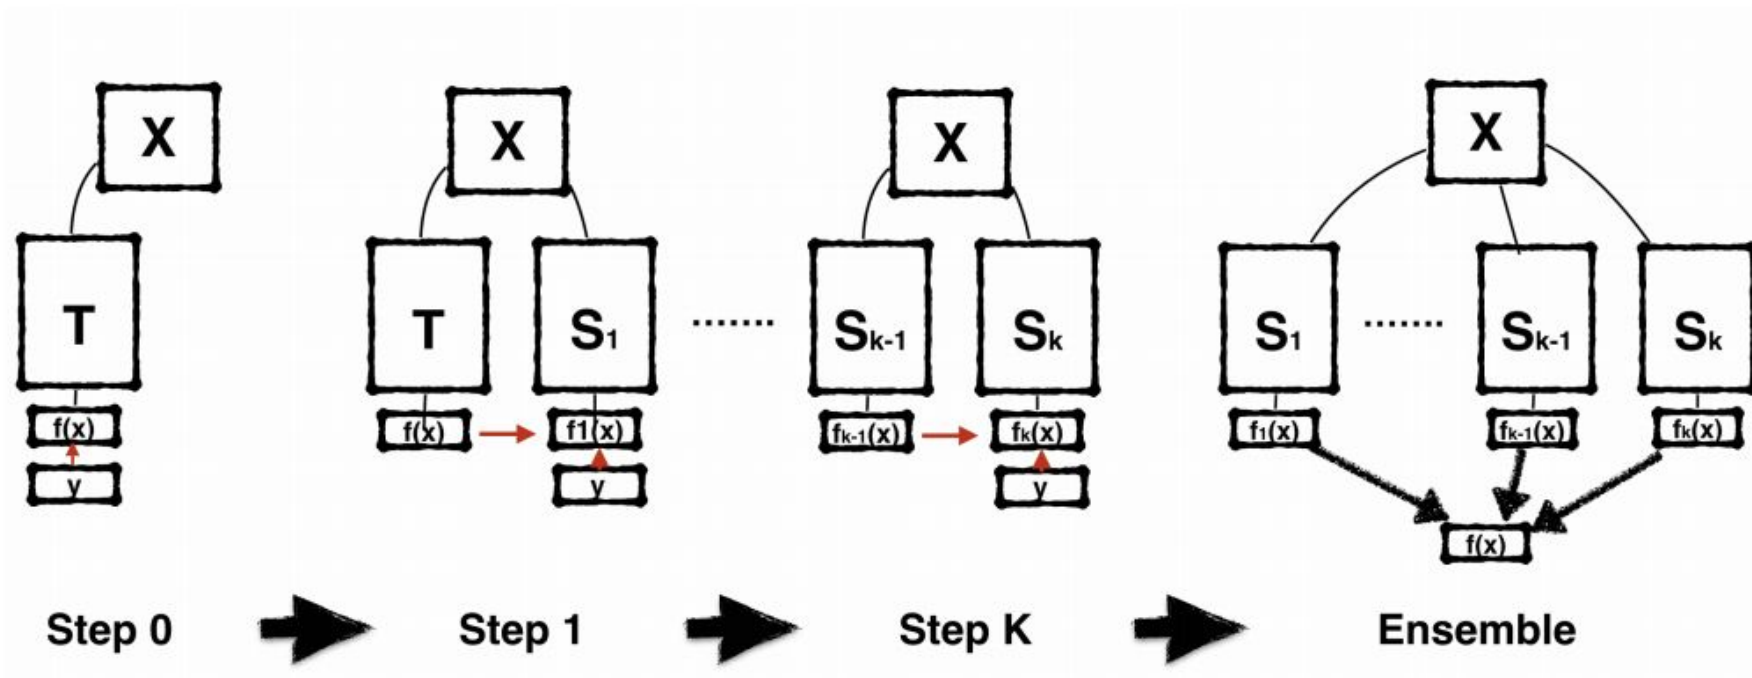 X X X X
T T S1 ....... Sk-1 Sk S1 ....... Sk-1 Sk
f(x) f(x) f1(x) fk-1(x) fk(x) f1(x) fk-1(x) fk(x)
y y y
f(x)
Step 0 Step 1 Step K Ensemble